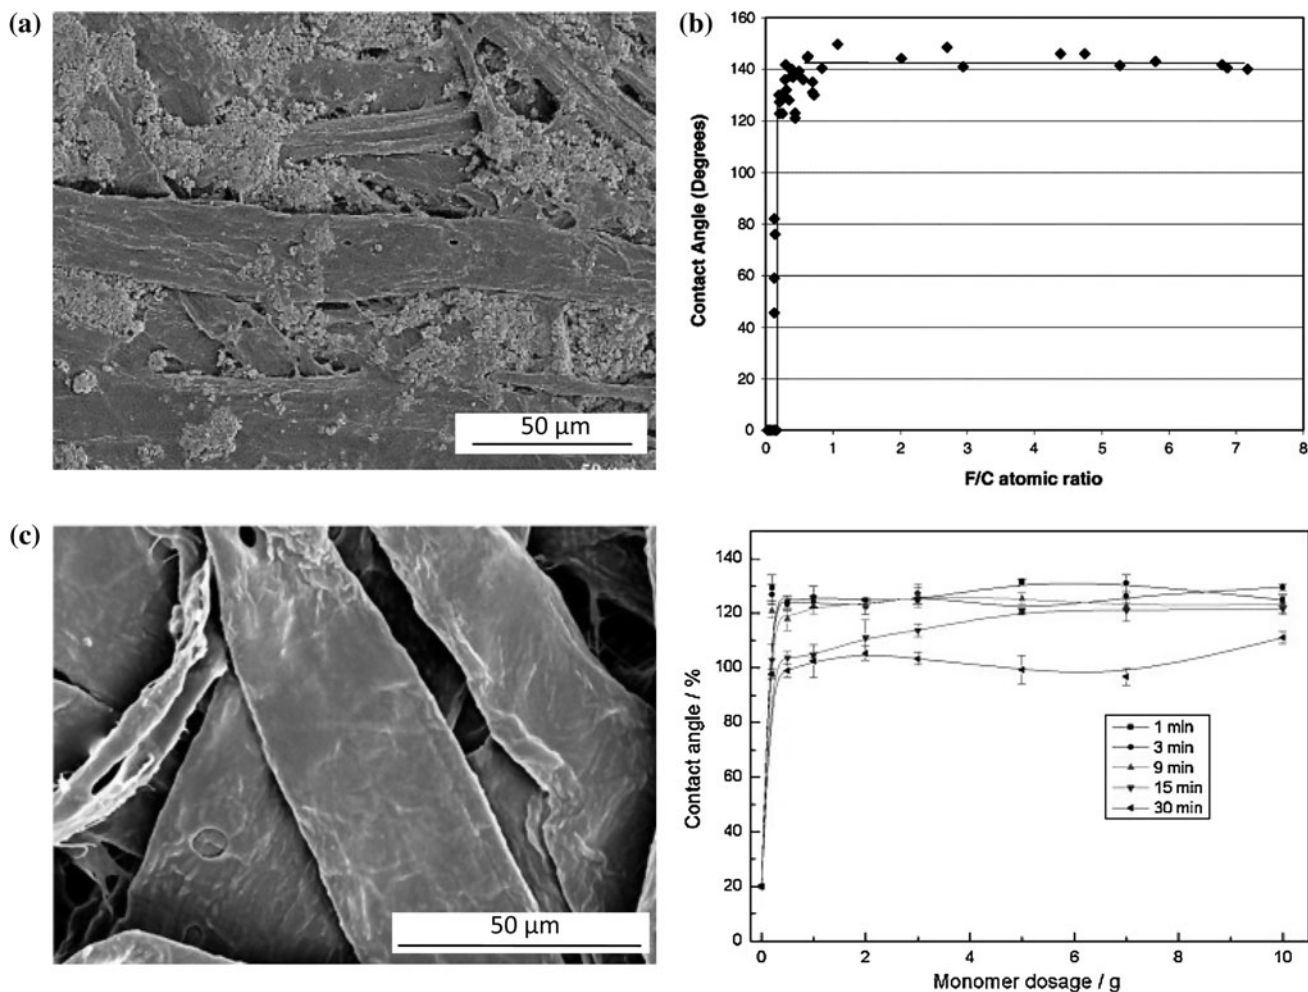 (a)
50 µm
(b)
160
140
120
100
80
60
40
20
0
0
1
2
3
4
5
6
7
8
Contact Angle (Degrees)
F/C atomic ratio
(c)
50 µm
140
120
100
80
60
40
20
0
0
2
4
6
8
10
Contact angle / %
Monomer dosage / g
1 min
3 min
9 min
15 min
30 min